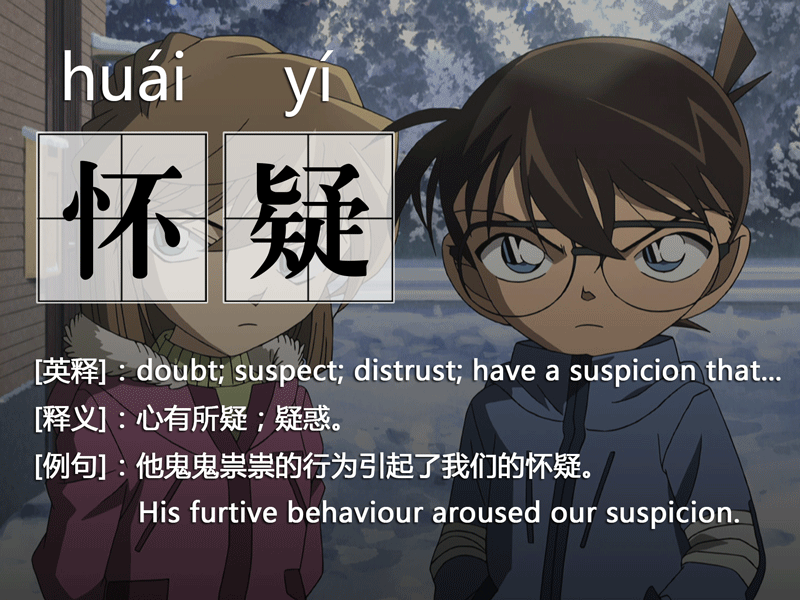 huái yí
怀疑
[英释]：doubt; suspect; distrust; have a suspicion that...
[释义]：心有所疑；疑惑。
[例句]：他鬼鬼祟祟的行为引起了我们的怀疑。
His furtive behaviour aroused our suspicion.